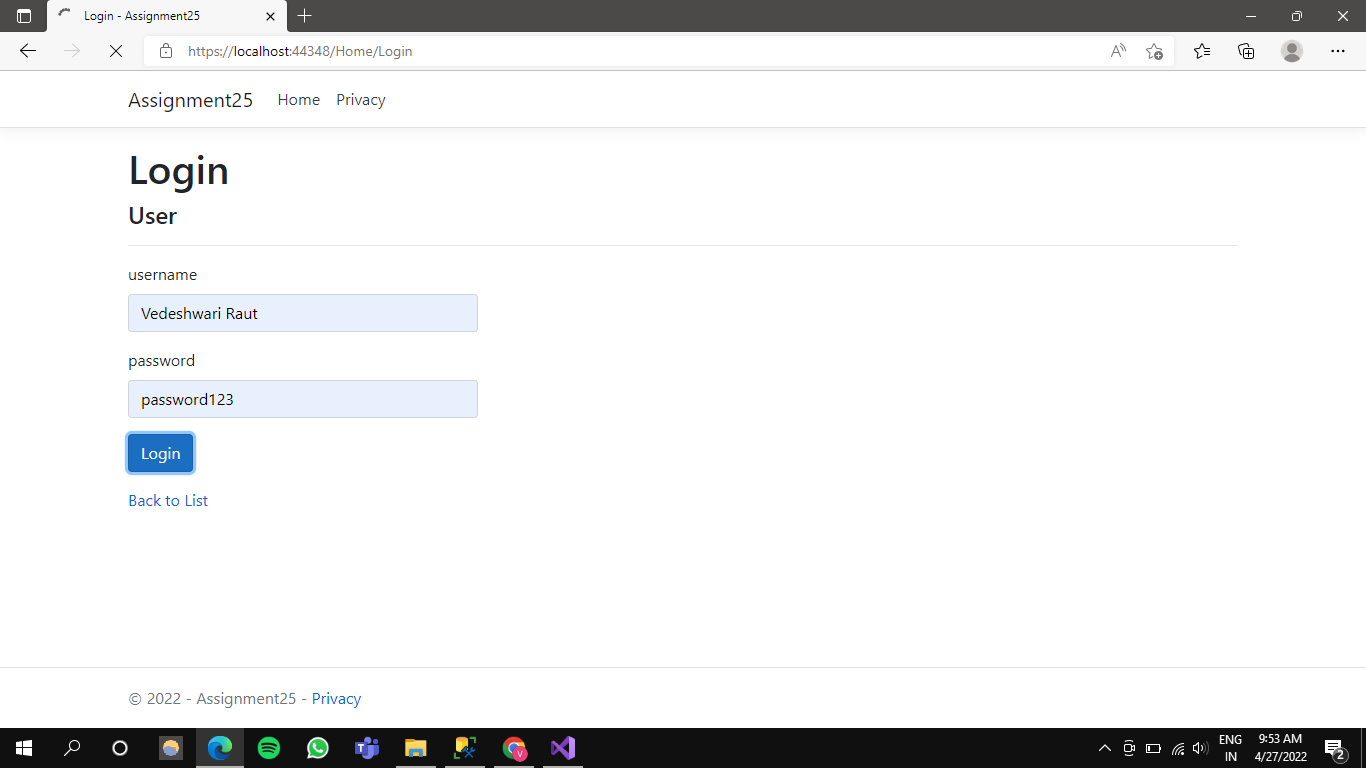 Login - Assignment25
https://localhost:44348/Home/Login
Assignment25 Home Privacy
Login
User
username
Vedeshwari Raut
password
password123
Login
Back to List
© 2022 - Assignment25 - Privacy
ENG
IN
9:53 AM
4/27/2022
2